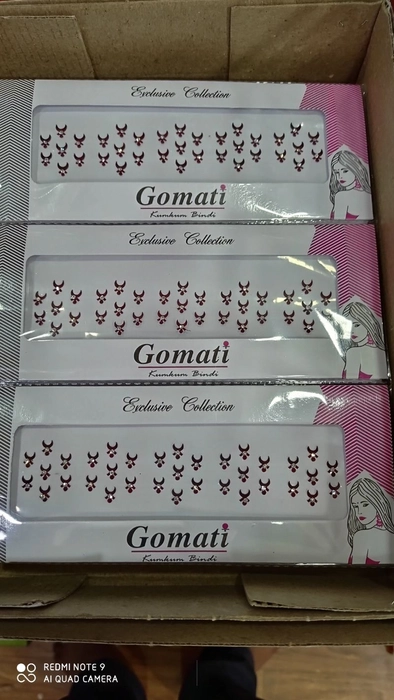 Exclusive Collection
Gomati
Kumkum Bindi
Exclusive Collection
Gomati
Kumkum Bindi
Exclusive Collection
Gomati
Kumkum Bindi
REDMI NOTE 9
AI QUAD CAMERA